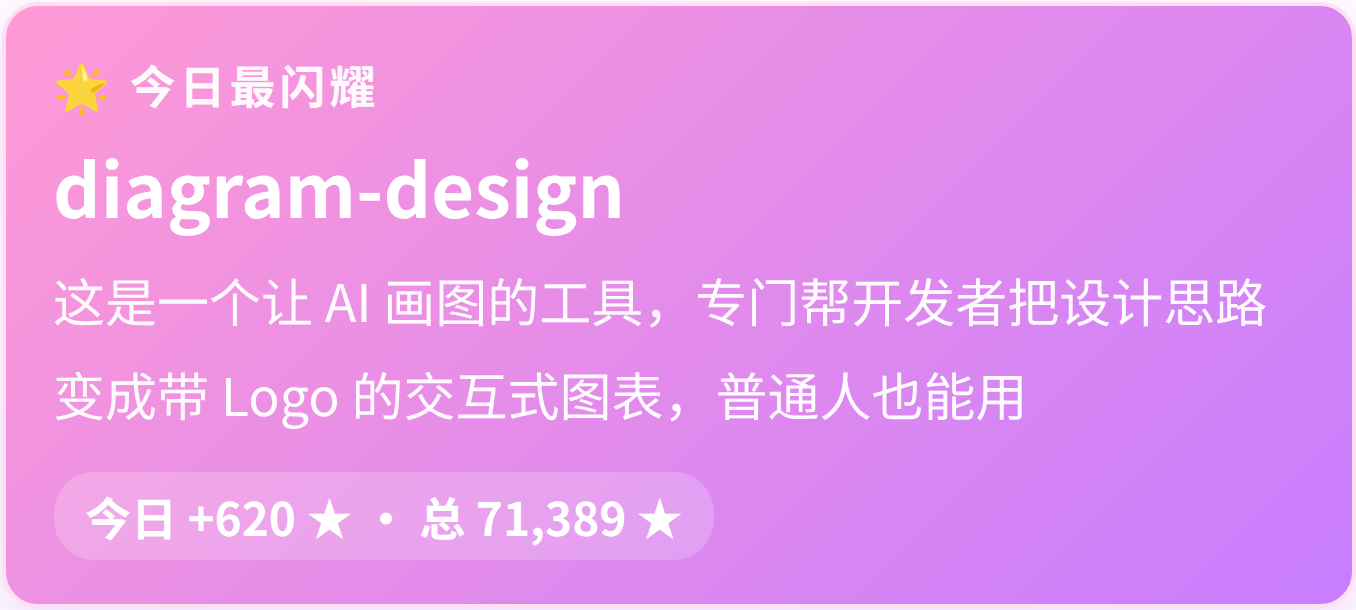 🌟 今日最闪耀
diagram-design
这是一个让 AI 画图的工具，专门帮开发者把设计思路
变成带 Logo 的交互式图表，普通人也能用
今日 +620 ★ · 总 71,389 ★